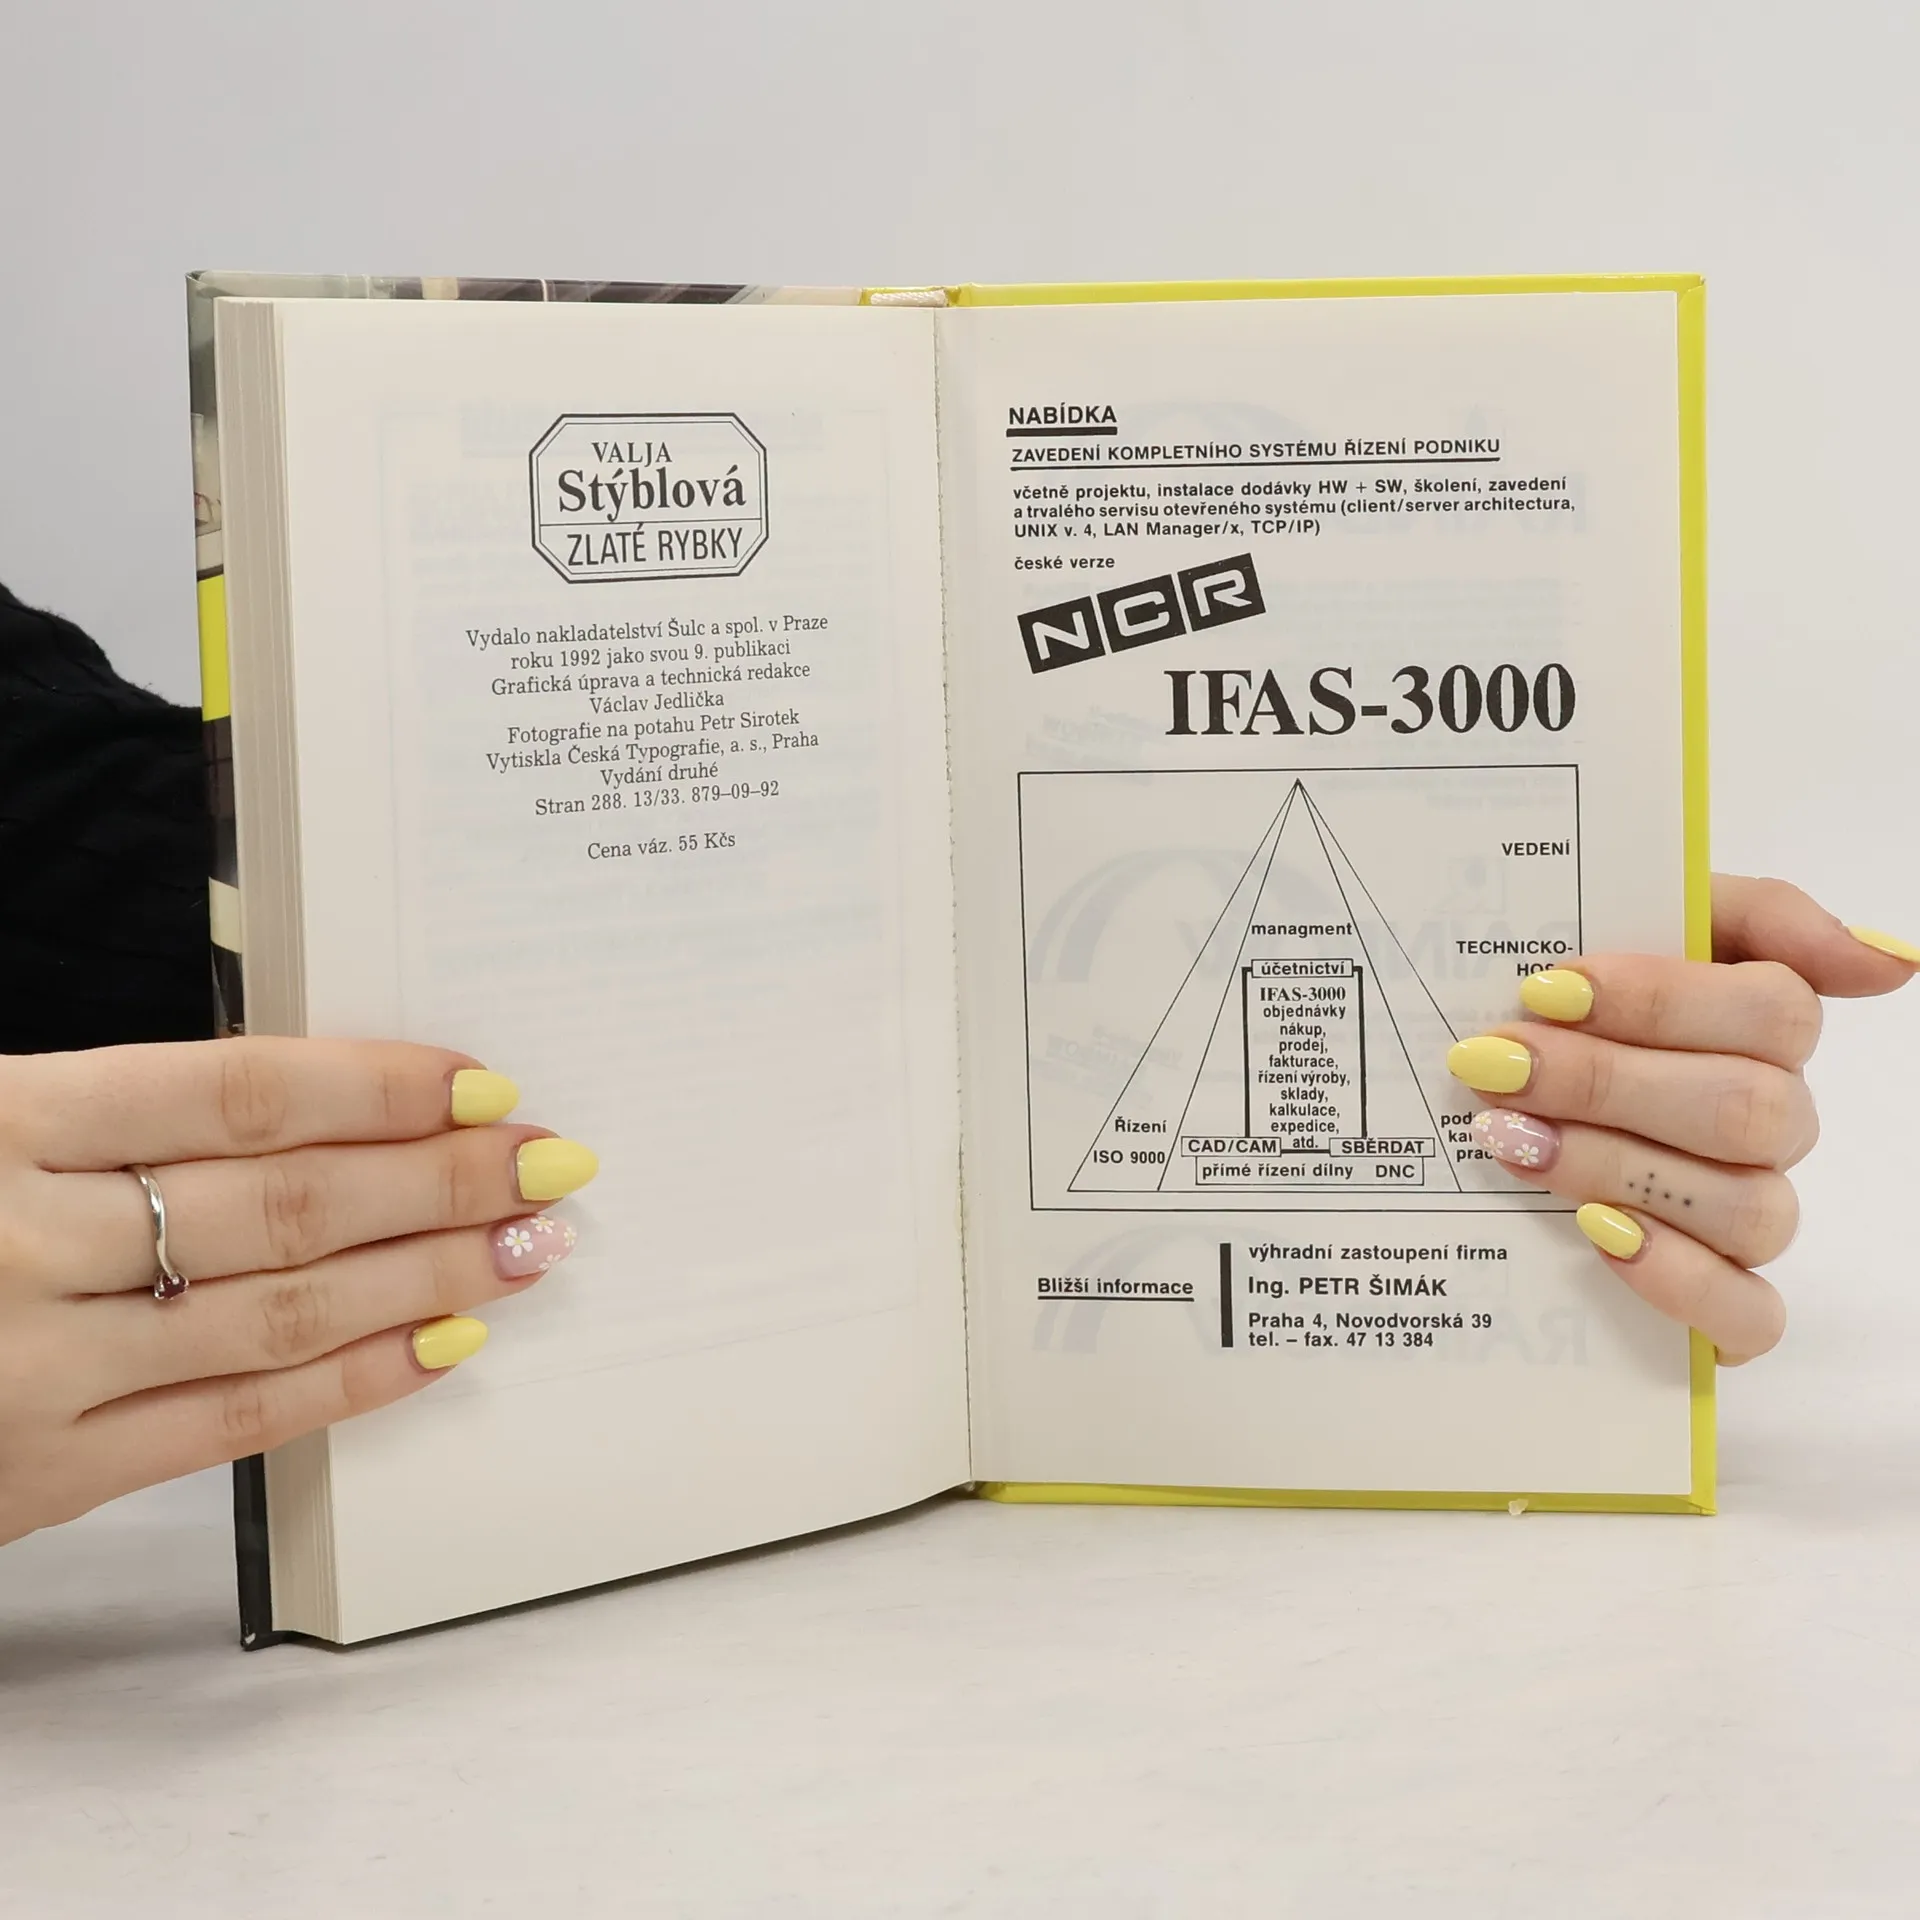 VALJA
Stýblová
ZLATÉ RYBKY
Vydalo nakladatelství Šulc a spol. v Praze
roku 1992 jako svou 9. publikaci
Grafická úprava a technická redakce
Václav Jedlička
Fotografie na potahu Petr Sirotek
Vytiskla Česká Typografie, a. s., Praha
Vydání druhé
Stran 288. 13/33. 879–09–92
Cena váz. 55 Kčs
NABÍDKA
ZAVEDENÍ KOMPLETNÍHO SYSTÉMU ŘÍZENÍ PODNIKU
včetně projektu, instalace dodávky HW + SW, školení, zavedení
a trvalého servisu otevřeného systému (client/server architectura,
UNIX v. 4, LAN Manager/x, TCP/IP)
české verze
NCR
IFAS-3000
VEDENÍ
managment
TECHNICKO-
účetnictví
IFAS-3000
objednávky
nákup,
prodej,
fakturace,
řízení výroby,
sklady,
kalkulace,
expedice,
atd.
Řízení
ISO 9000
CAD/CAM
SBĚRDAT
přímé řízení dílny DNC
Bližší informace
výhradní zastoupení firma
Ing. PETR ŠIMÁK
Praha 4, Novodvorská 39
tel. – fax. 47 13 384